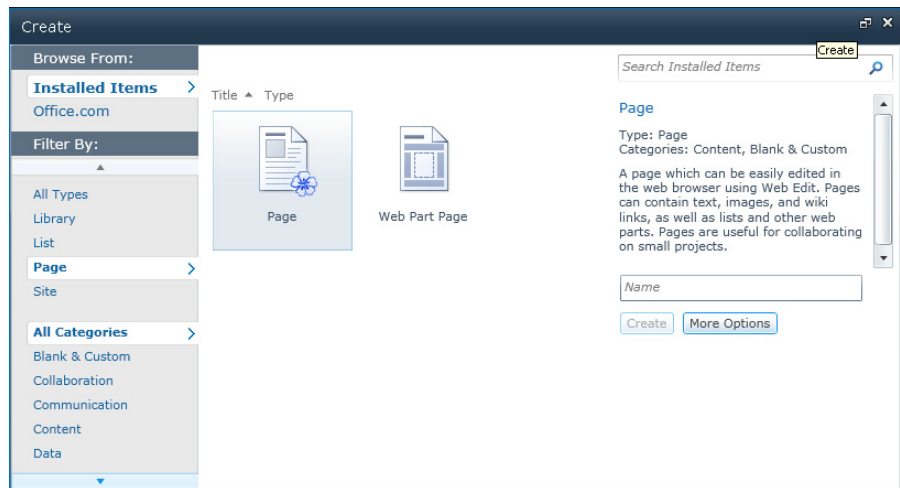 Create
Create
Browse From:
Installed Items
Office.com
Filter By:
All Types
Library
List
Page
Site
All Categories
Blank & Custom
Collaboration
Communication
Content
Data
Title Type
Page
Web Part Page
Search Installed Items
Page
Type: Page
Categories: Content, Blank & Custom
A page which can be easily edited in
the web browser using Web Edit. Pages
can contain text, images, and wiki
links, as well as lists and other web
parts. Pages are useful for collaborating
on small projects.
Name
Create More Options